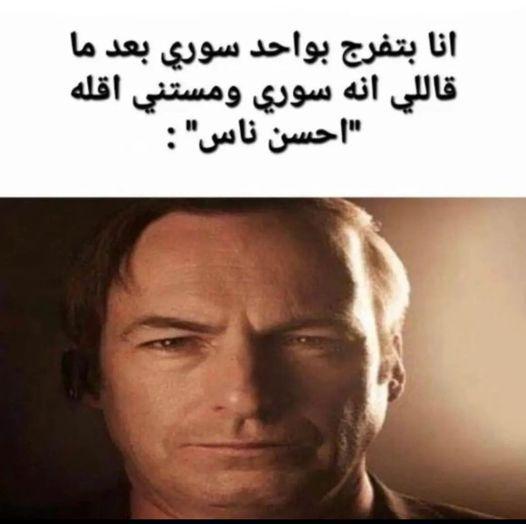 انا بتفرج بواحد سوري بعد ما
قاللي انه سوري ومستني اقله
"احسن ناس" :